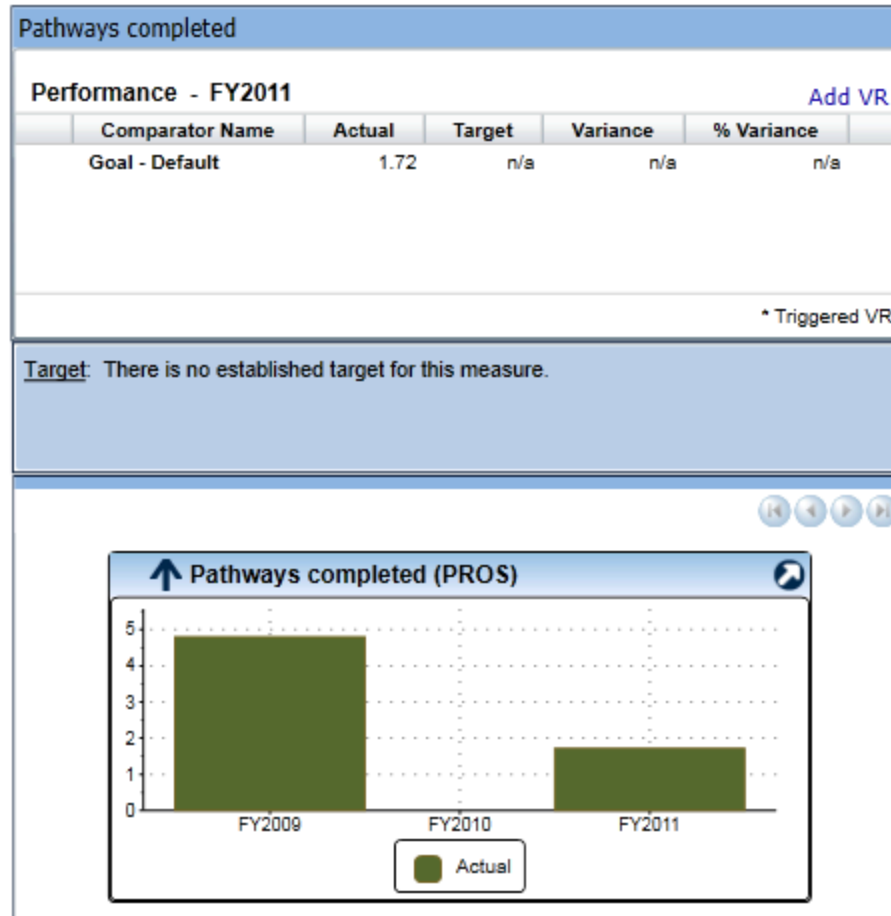 Pathways completed
Performance - FY2011
Add VR
Comparator Name Actual Target Variance % Variance
Goal - Default 1.72 n/a n/a n/a
* Triggered VR
Target: There is no established target for this measure.
Pathways completed (PROS)
5
4
3
2
1
0
FY2009 FY2010 FY2011
Actual